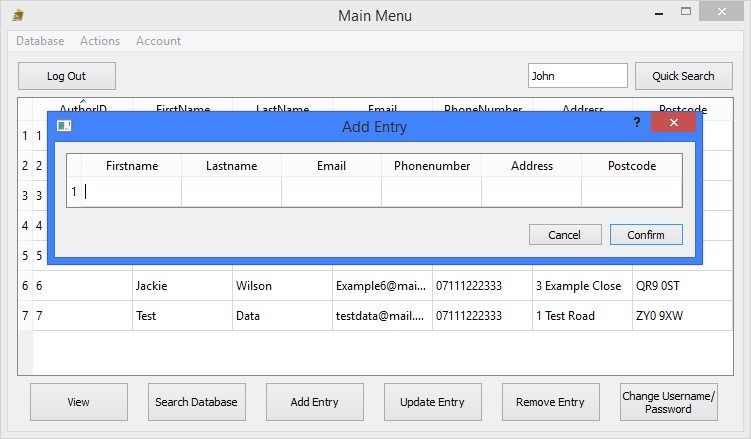 Main Menu
Database Actions Account
Log Out John Quick Search
AuthorID FirstName LastName Email PhoneNumber Address Postcode
1 1
Add Entry ?
2 2
Firstname Lastname Email Phonenumber Address Postcode
1
3 3
4 4
Cancel Confirm
5 5
6 6 Jackie Wilson Example6@mai... 07111222333 3 Example Close QR9 0ST
7 7 Test Data testdata@mail.... 07111222333 1 Test Road ZY0 9XW
View Search Database Add Entry Update Entry Remove Entry Change Username/
Password